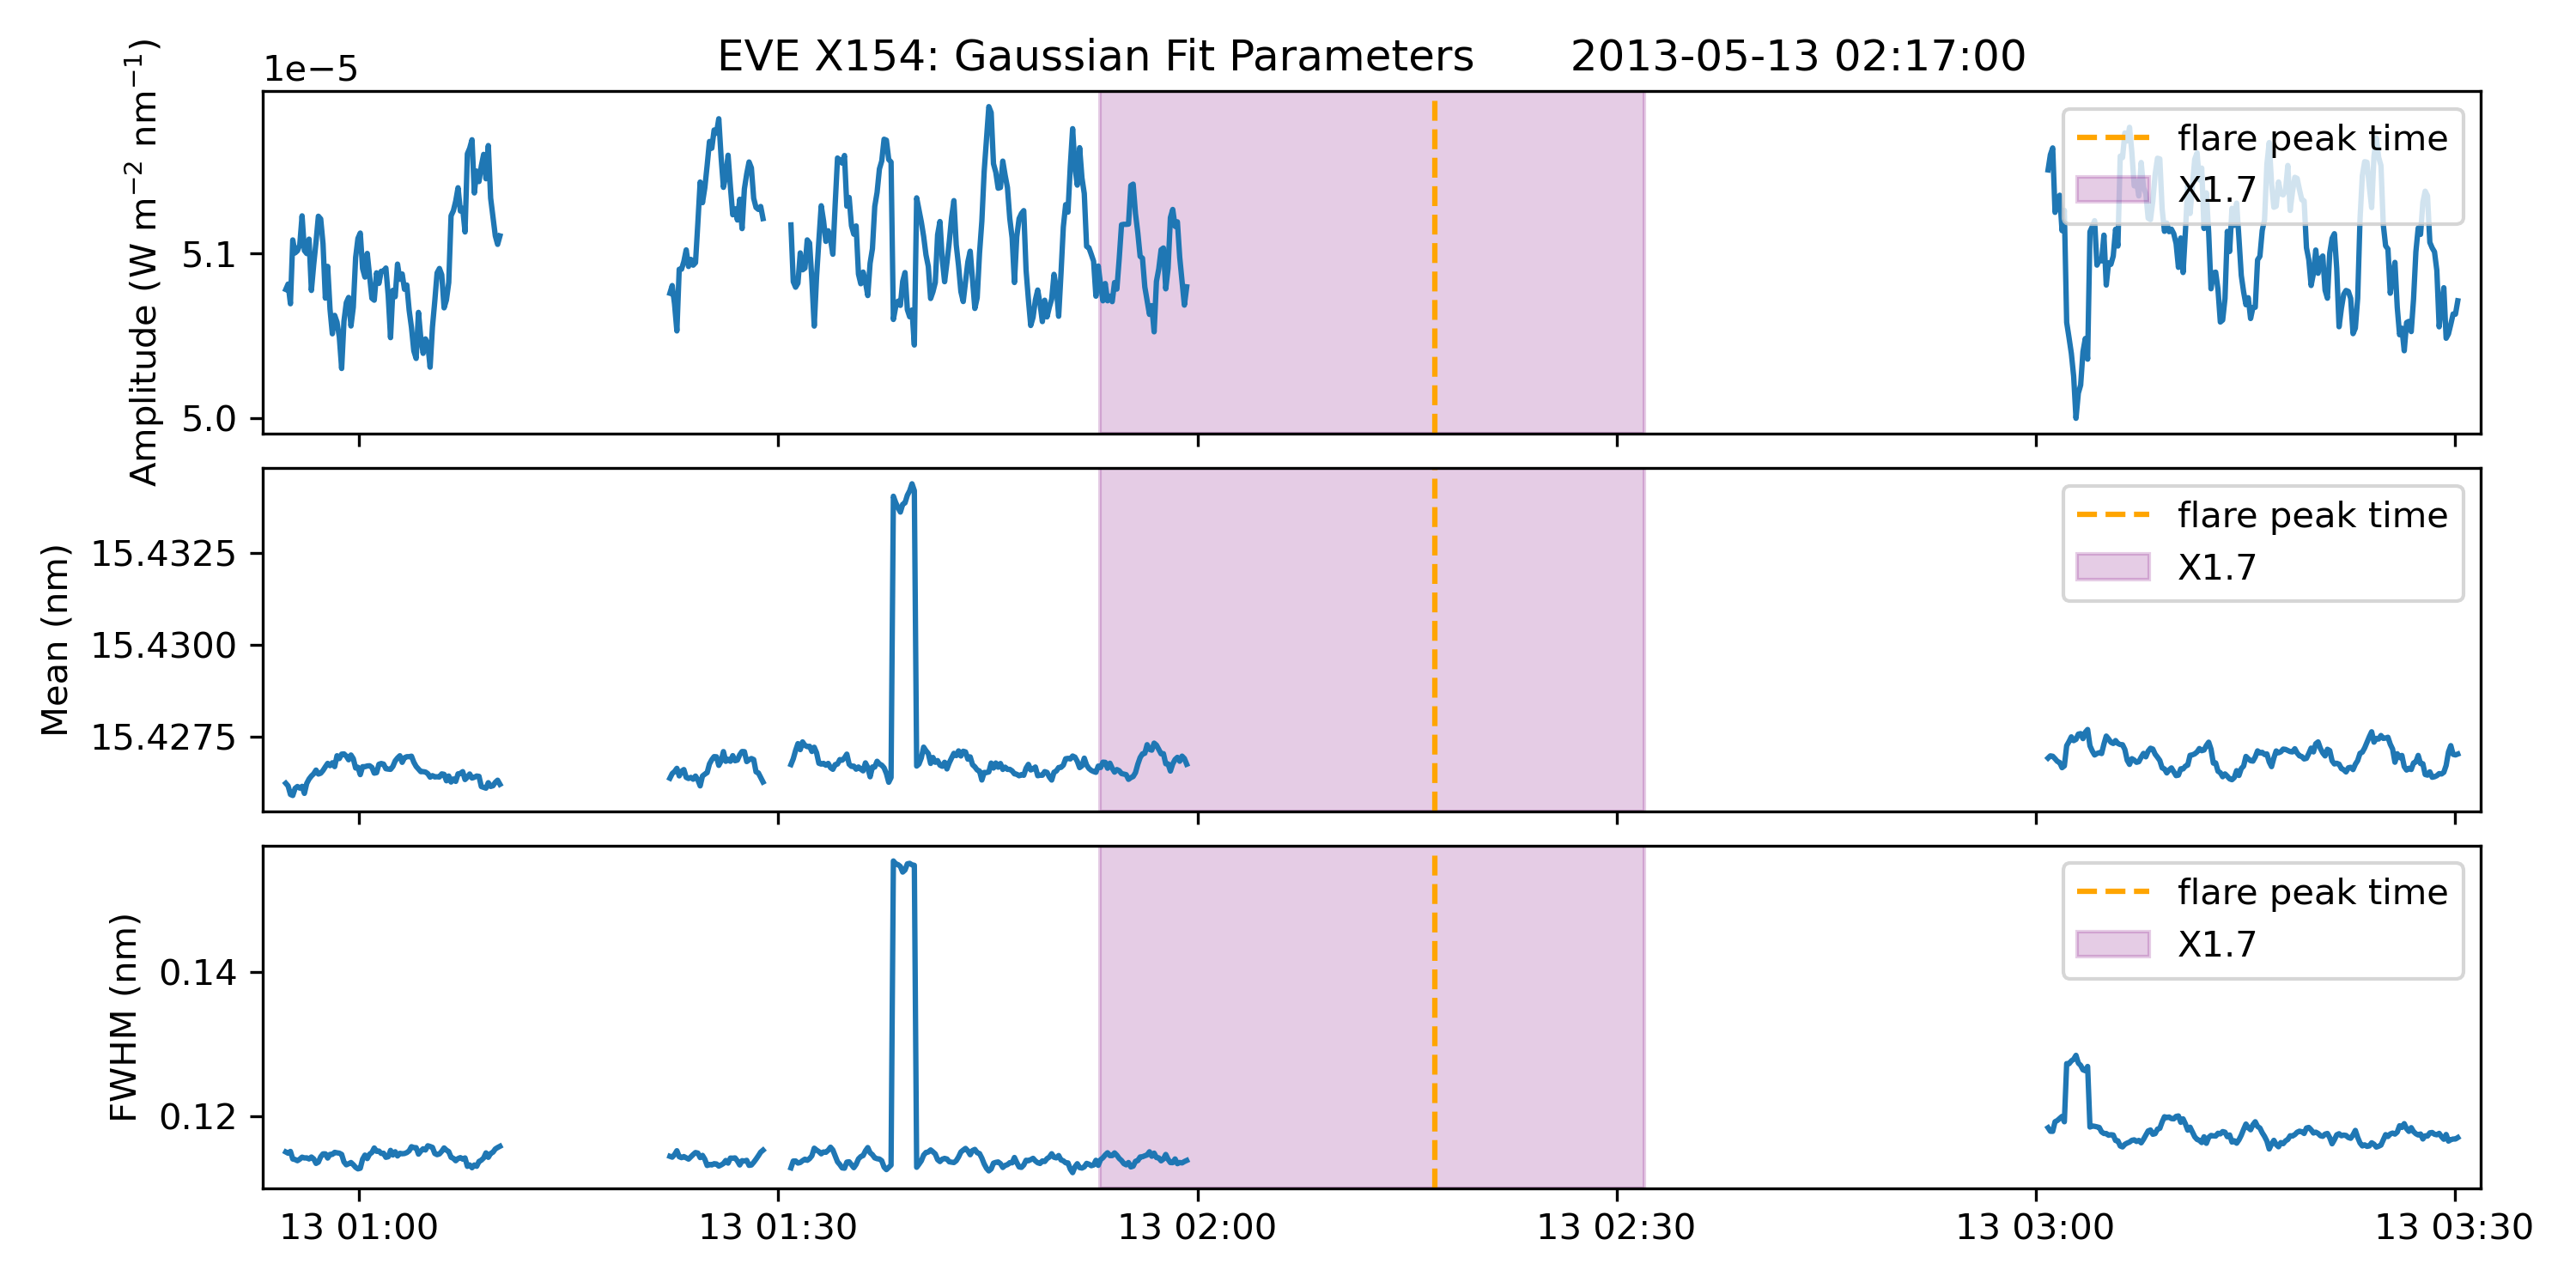 EVE X154: Gaussian Fit Parameters 2013-05-13 02:17:00
1e−5
Amplitude (W m⁻² nm⁻¹)
5.1
5.0
flare peak time
X1.7
Mean (nm)
15.4325
15.4300
15.4275
flare peak time
X1.7
FWHM (nm)
0.14
0.12
flare peak time
X1.7
13 01:00 13 01:30 13 02:00 13 02:30 13 03:00 13 03:30